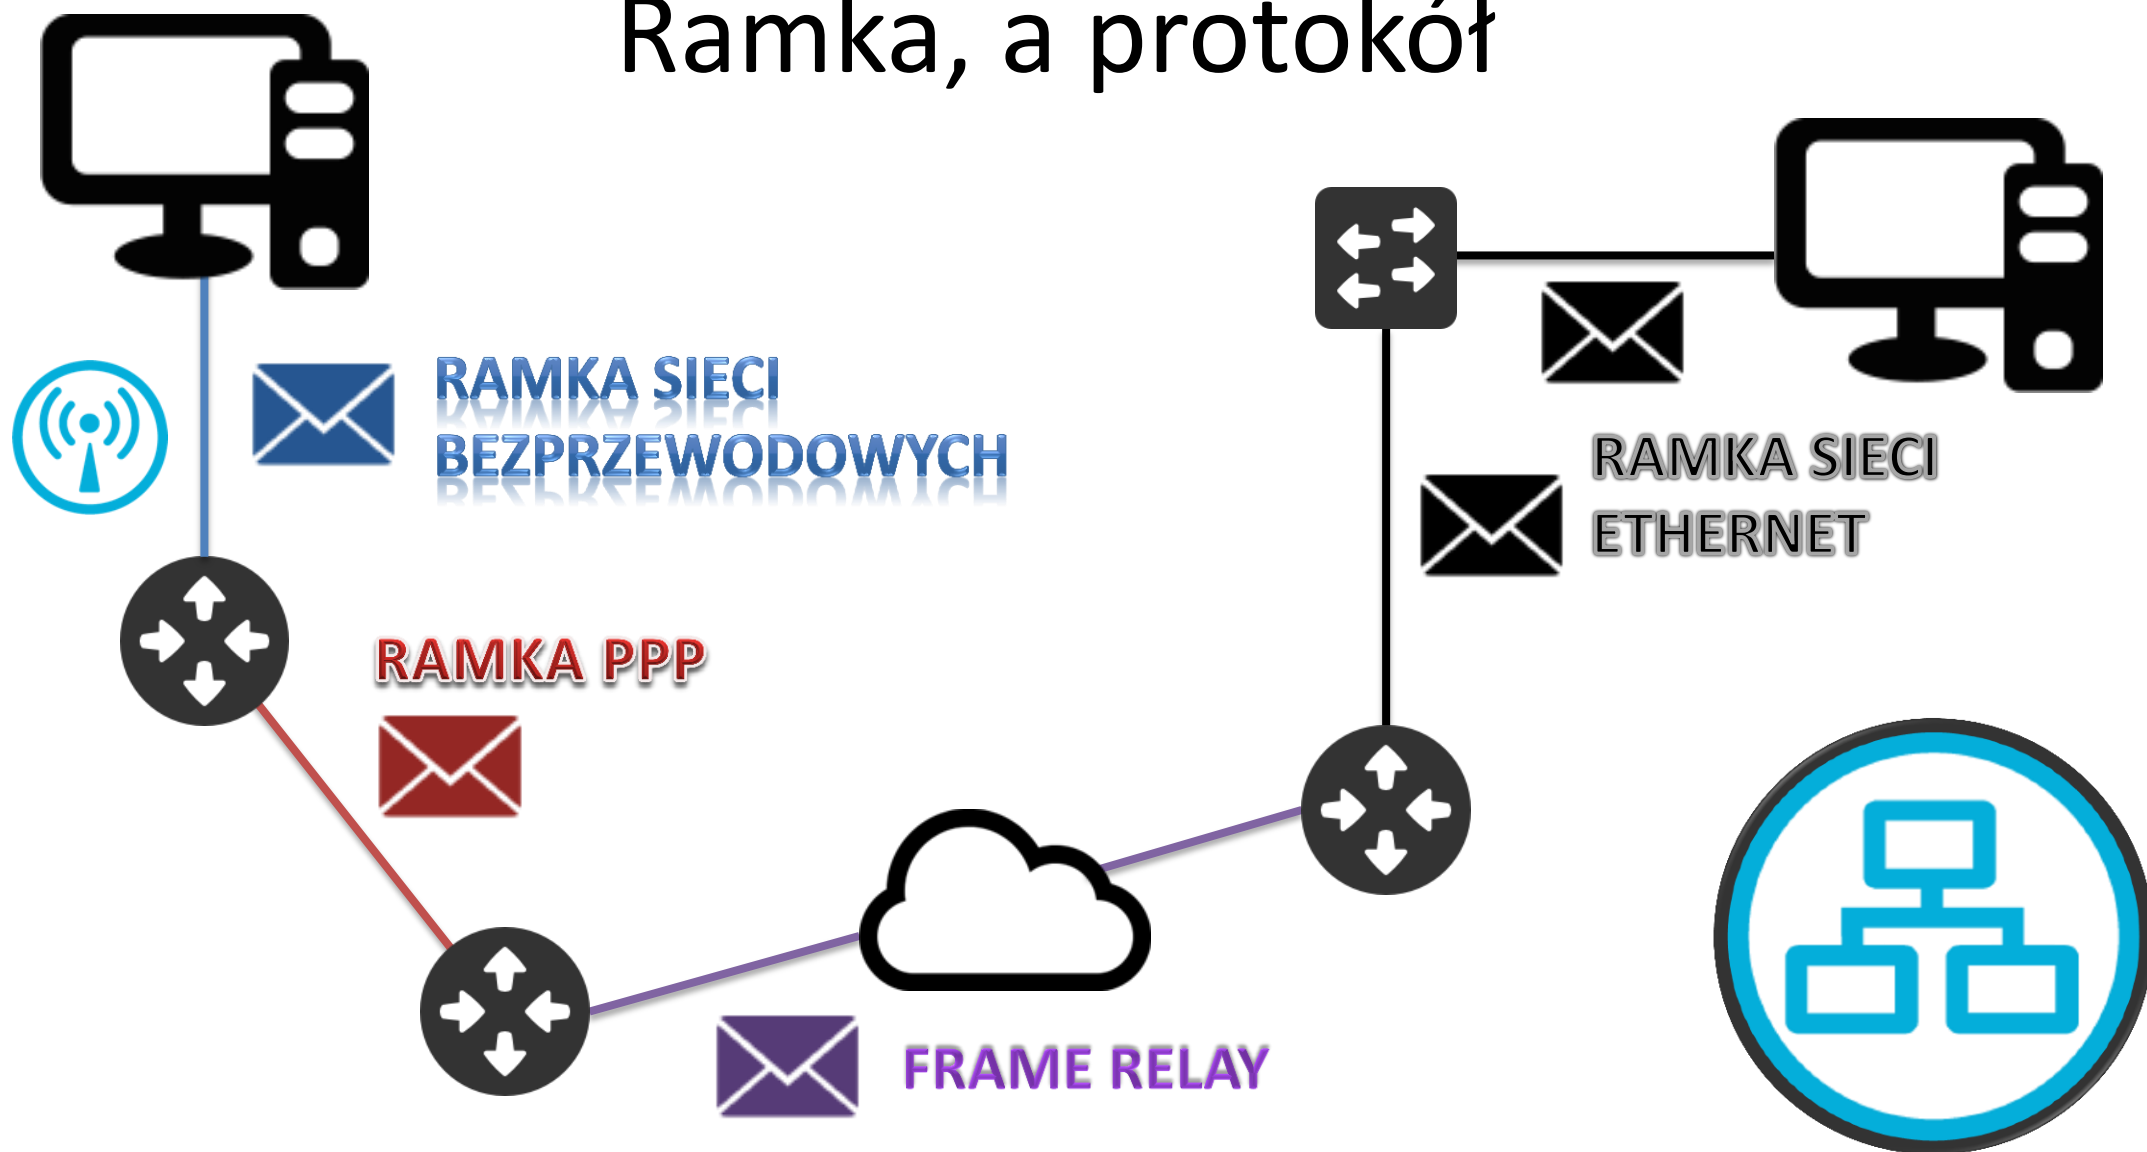 Ramka, a protokół
RAMKA SIECI
BEZPRZEWODOWYCH
RAMKA SIECI
ETHERNET
RAMKA PPP
FRAME RELAY